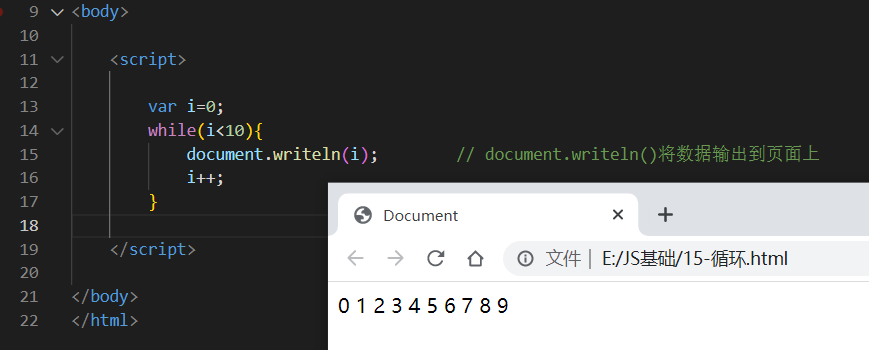 9 <body>
10
11 <script>
12
13 var i=0;
14 while(i<10){
15 document.writeln(i); // document.writeln()将数据输出到页面上
16 i++;
17 }
18
19 </script>
20
21 </body>
22 </html>
Document
文件 | E:/JS基础/15-循环.html
0 1 2 3 4 5 6 7 8 9